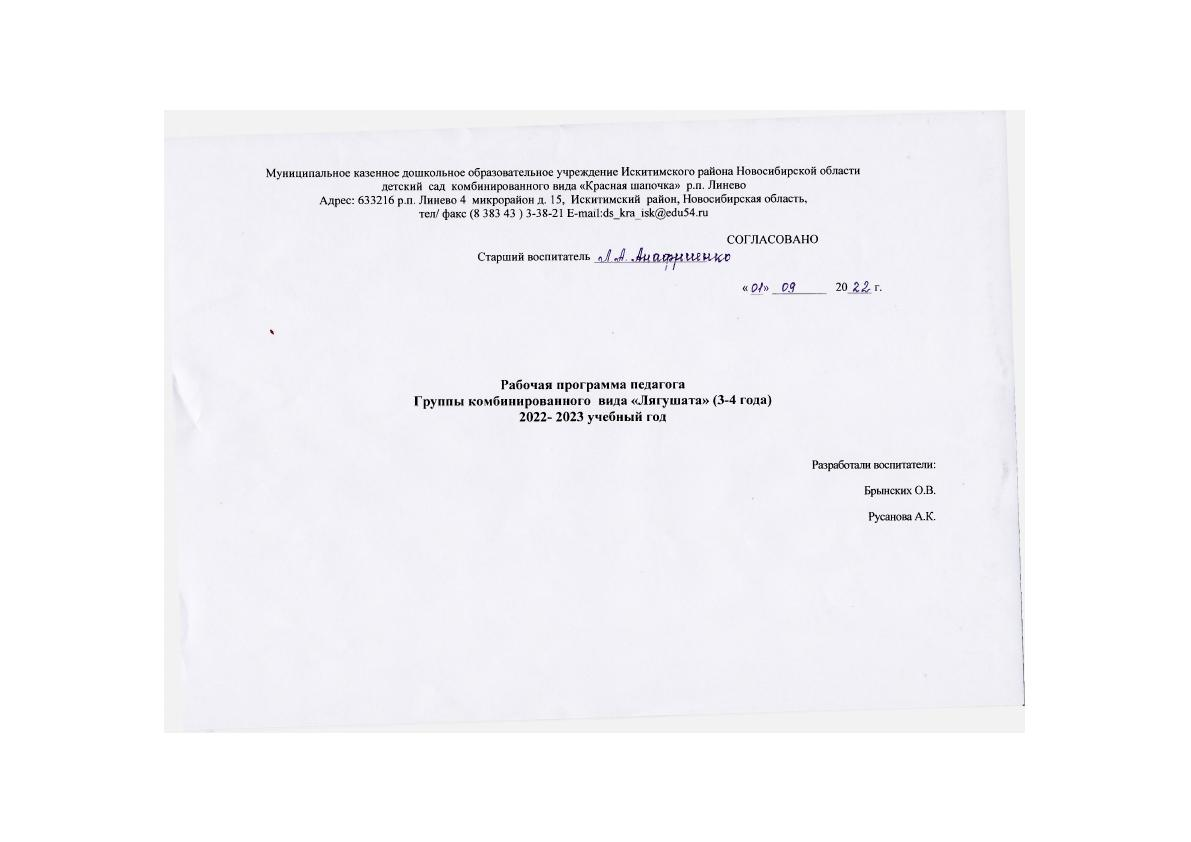 Муниципальное казенное дошкольное образовательное учреждение Искитимского района Новосибирской области
детский сад комбинированного вида «Красная шапочка» р.п. Линево
Адрес: 633216 р.п. Линево 4 микрорайон д. 15, Искитимский район, Новосибирская область,
тел/ факс (8 383 43 ) 3-38-21 E-mail:ds_kra_isk@edu54.ru
СОГЛАСОВАНО
Старший воспитатель Л.А.
«01» 09 2022 г.
Рабочая программа педагога
Группы комбинированного вида «Лягушата» (3-4 года)
2022- 2023 учебный год
Разработали воспитатели:
Брынских О.В.
Русанова А.К.